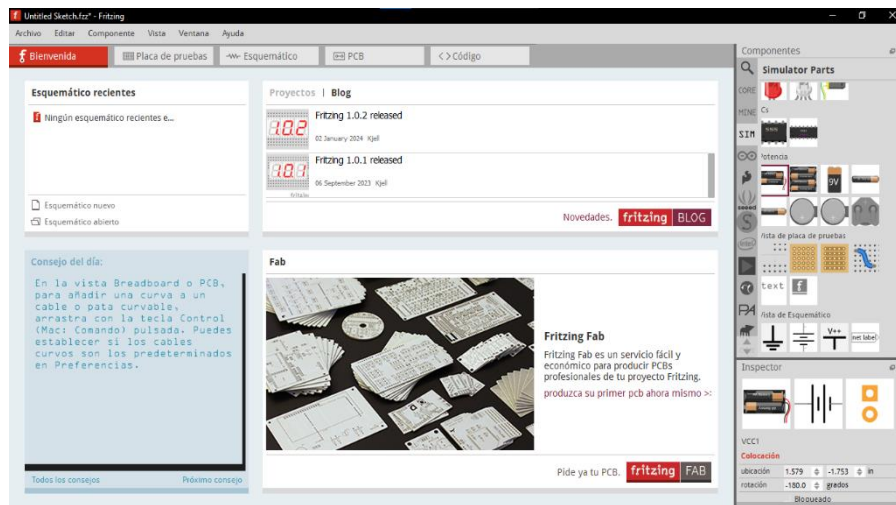 Untitled Sketch.fzz* - Fritzing
Archivo Editar Componente Vista Ventana Ayuda
Bienvenida Placa de pruebas Esquemático PCB Código
Esquemático recientes
Ningún esquemático recientes e...
Esquemático nuevo
Esquemático abierto
Proyectos | Blog
1.0.2
Fritzing 1.0.2 released
02 January 2024 Kjell
1.0.1
Fritzing 1.0.1 released
06 September 2023 Kjell
Novedades. fritzing BLOG
Consejo del día:
En la vista Breadboard o PCB,
para añadir una curva a un
cable o pata curvable,
arrastra con la tecla Control
(Mac: Comando) pulsada. Puedes
establecer si los cables
curvos son los predeterminados
en Preferencias.
Todos los consejos Próximo consejo
Fab
Fritzing Fab
Fritzing Fab es un servicio fácil y
económico para producir PCBs
profesionales de tu proyecto Fritzing.
produzca su primer pcb ahora mismo >:
Pide ya tu PCB. fritzing FAB
Componentes
Simulator Parts
CORE
MINE
SIM
PA
Cs
Potencia
9V
Vista de placa de pruebas
text
Vista de Esquemático
V++
net label
Inspector
VCC1
Colocación
ubicación 1.579 -1.753 in
rotación -180.0 grados
Bloqueado